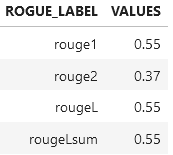 ROGUE_LABEL VALUES
rouge1 0.55
rouge2 0.37
rougeL 0.55
rougeLsum 0.55